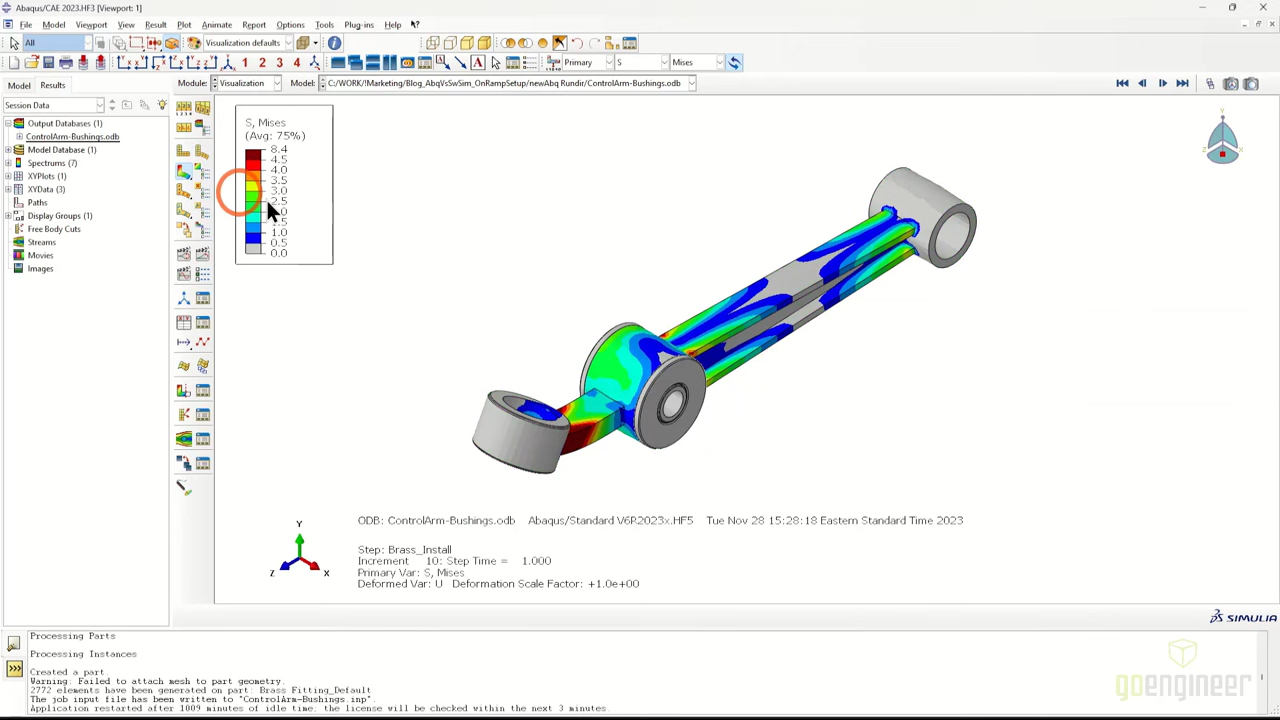 Abaqus/CAE 2023.HF3 [Viewport: 1]
File Model Viewport View Result Plot Animate Report Options Tools Plug-ins Help
All Visualization defaults
1 2 3 4 A Primary S Mises
Model Results Module: Visualization Model: C:/WORK/!Marketing/Blog_AbqVsSwSim_OnRampSetup/newAbq Rundir/ControlArm-Bushings.odb
Session Data
Output Databases (1)
ControlArm-Bushings.odb
Model Database (1)
Spectrums (7)
XYPlots (1)
XYData (3)
Paths
Display Groups (1)
Free Body Cuts
Streams
Movies
Images
S, Mises
(Avg: 75%)
8.4
4.5
4.0
3.5
3.0
2.5
.0
.5
1.0
0.5
0.0
Y
ODB: ControlArm-Bushings.odb Abaqus/Standard V6R2023x.HF5 Tue Nov 28 15:28:18 Eastern Standard Time 2023
Step: Brass_Install
Increment 10: Step Time = 1.000
Primary Var: S, Mises
Deformed Var: U Deformation Scale Factor: +1.0e+00
Y
Z X
SIMULIA
Processing Parts
Processing Instances
Created a part.
Warning: Failed to attach mesh to part geometry.
2772 elements have been generated on part: Brass Fitting_Default
The job input file has been written to "ControlArm-Bushings.inp".
Application restarted after 1009 minutes of idle time; the license will be checked within the next 3 minutes.
goengineer